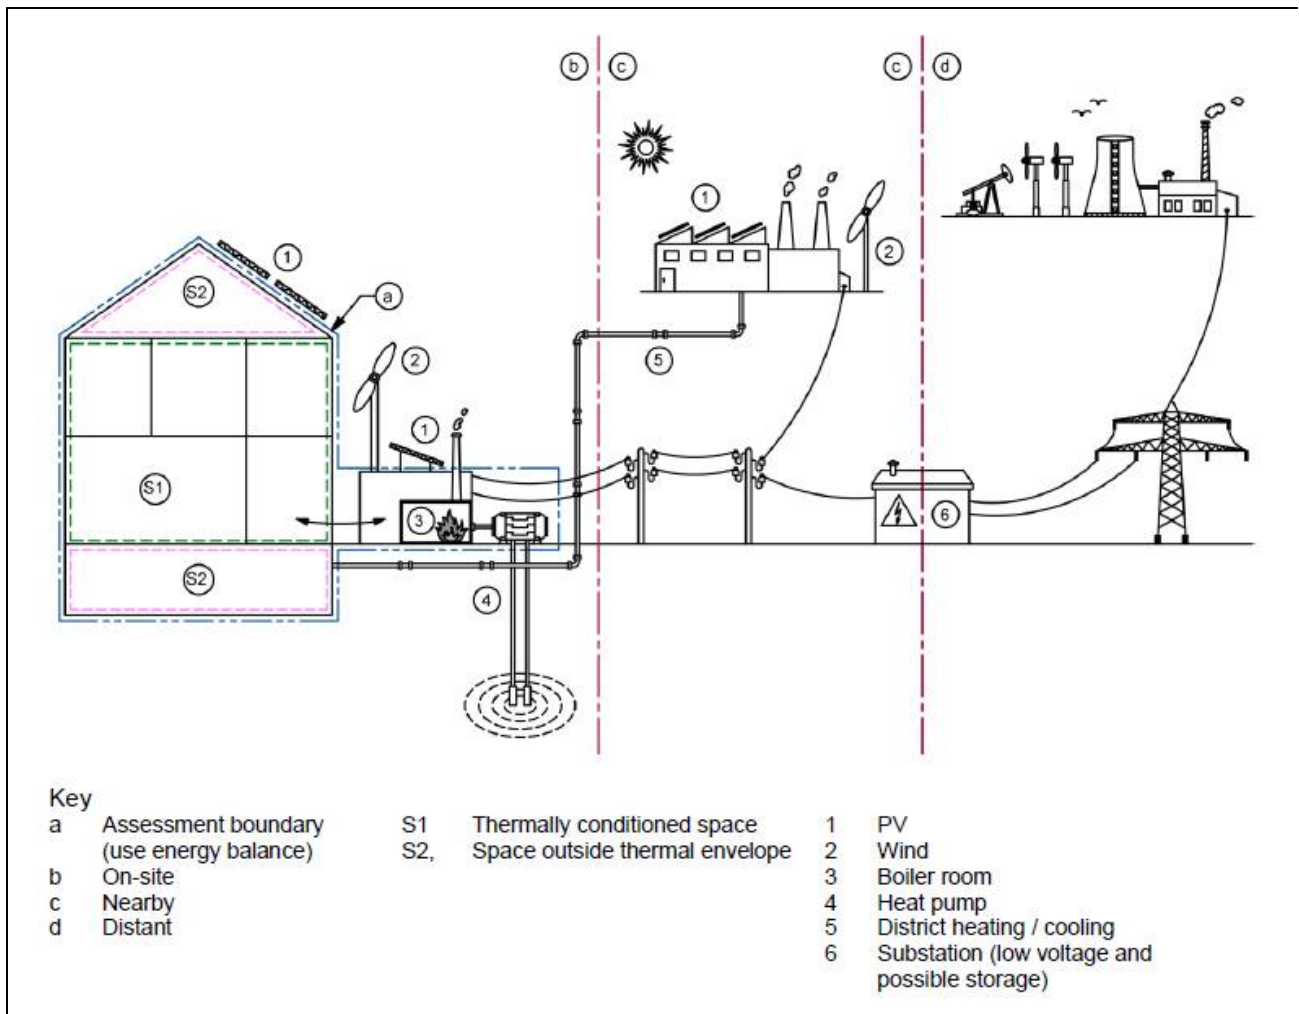 b c c d
1
1 2
S2 a
2 5
1
S1
3 6
S2
4
Key
a Assessment boundary
(use energy balance)
b On-site
c Nearby
d Distant
S1 Thermally conditioned space
S2, Space outside thermal envelope
1 PV
2 Wind
3 Boiler room
4 Heat pump
5 District heating / cooling
6 Substation (low voltage and
possible storage)